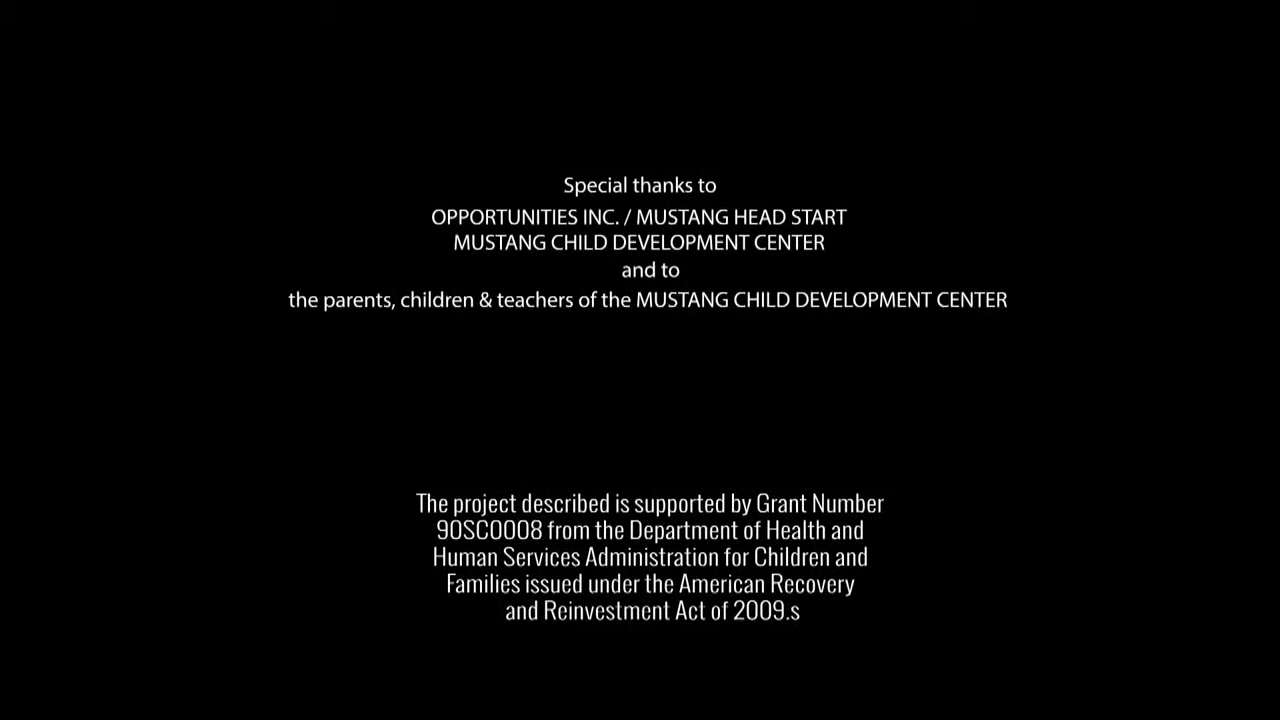 Special thanks to
OPPORTUNITIES INC. / MUSTANG HEAD START
MUSTANG CHILD DEVELOPMENT CENTER
and to
the parents, children & teachers of the MUSTANG CHILD DEVELOPMENT CENTER
The project described is supported by Grant Number
90SC0008 from the Department of Health and
Human Services Administration for Children and
Families issued under the American Recovery
and Reinvestment Act of 2009.s